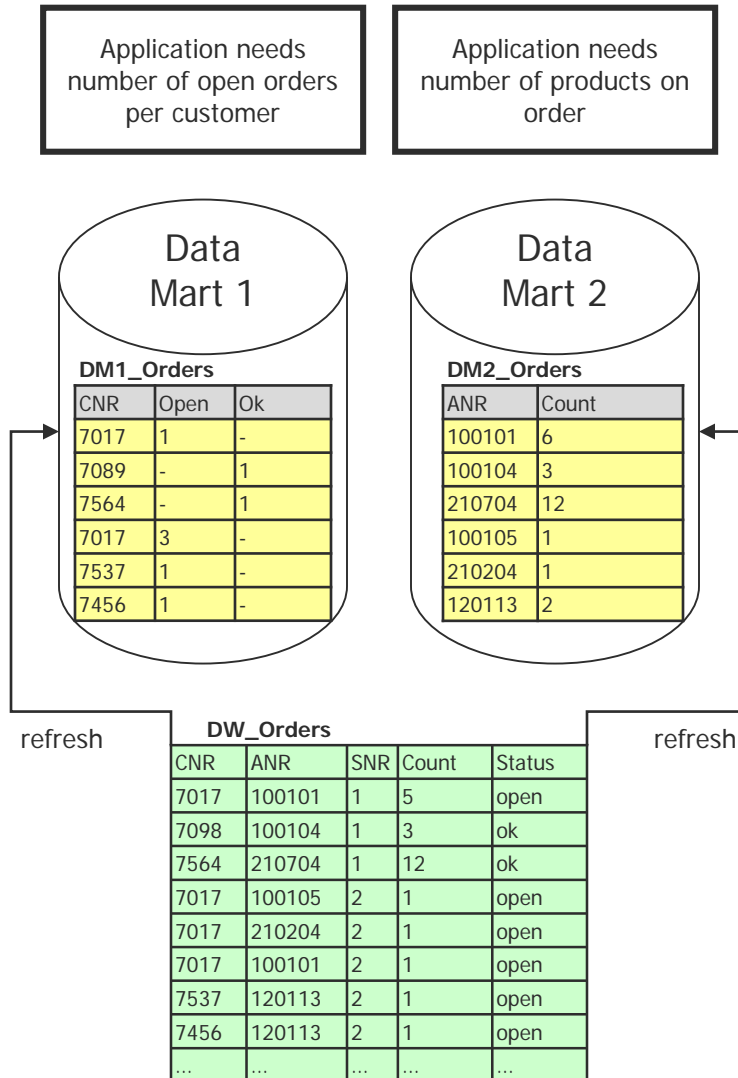 Application needs
number of open orders
per customer
Application needs
number of products on
order
Data
Mart 1
DM1_Orders
CNR Open Ok
7017 1 -
7089 - 1
7564 - 1
7017 3 -
7537 1 -
7456 1 -
Data
Mart 2
DM2_Orders
ANR Count
100101 6
100104 3
210704 12
100105 1
210204 1
120113 2
refresh
refresh
DW_Orders
CNR ANR SNR Count Status
7017 100101 1 5 open
7098 100104 1 3 ok
7564 210704 1 12 ok
7017 100105 2 1 open
7017 210204 2 1 open
7017 100101 2 1 open
7537 120113 2 1 open
7456 120113 2 1 open
... ... ... ... ...